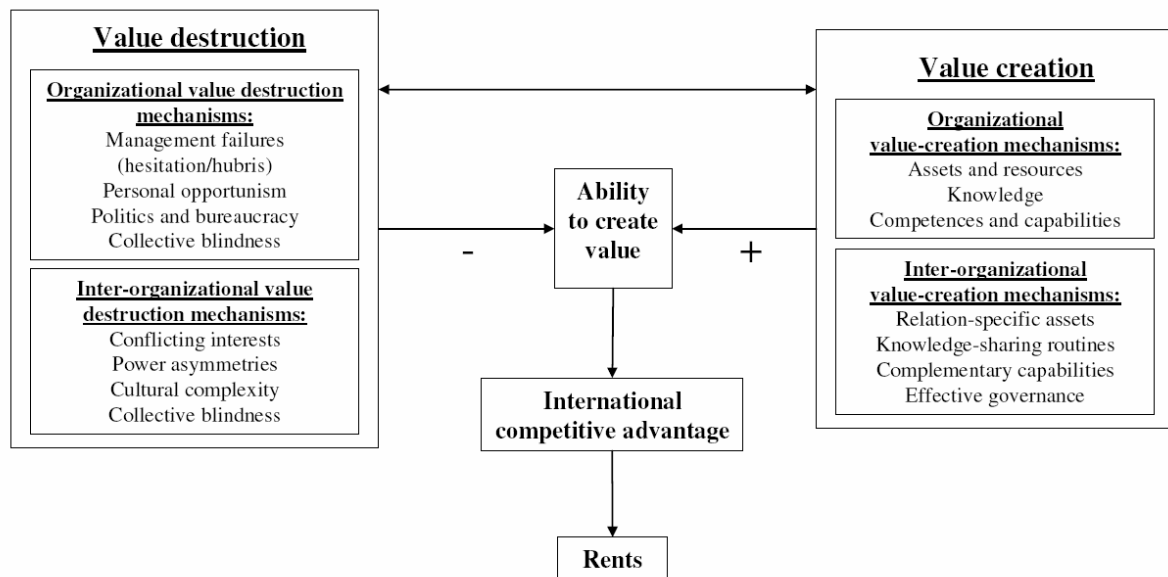 Value destruction
Organizational value destruction
mechanisms:
Management failures
(hesitation/hubris)
Personal opportunism
Politics and bureaucracy
Collective blindness
Inter-organizational value
destruction mechanisms:
Conflicting interests
Power asymmetries
Cultural complexity
Collective blindness
-
Ability
to create
value
+
International
competitive advantage
Rents
Value creation
Organizational
value-creation mechanisms:
Assets and resources
Knowledge
Competences and capabilities
Inter-organizational
value-creation mechanisms:
Relation-specific assets
Knowledge-sharing routines
Complementary capabilities
Effective governance